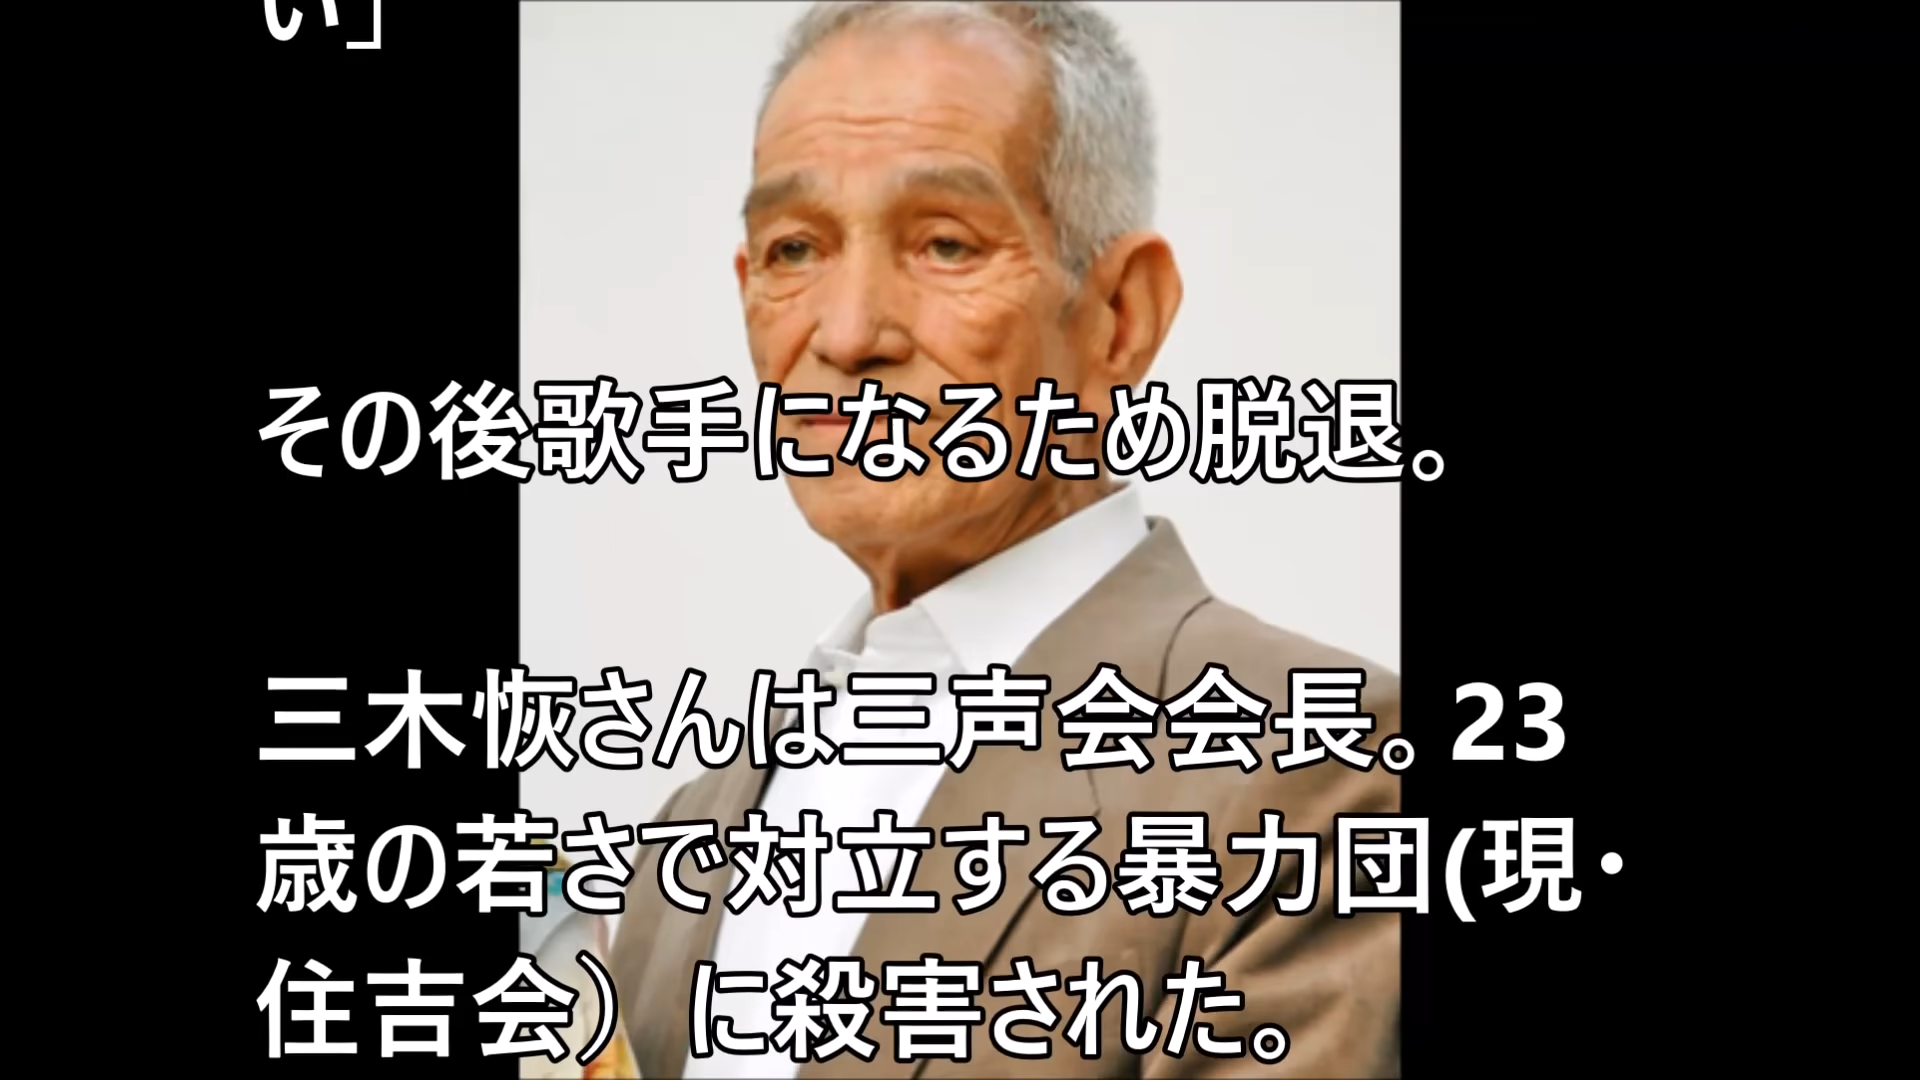 い」
その後歌手になるため脱退。
三木恢さんは三声会会長。23
歳の若さで対立する暴力団(現・
住吉会）に殺害された。